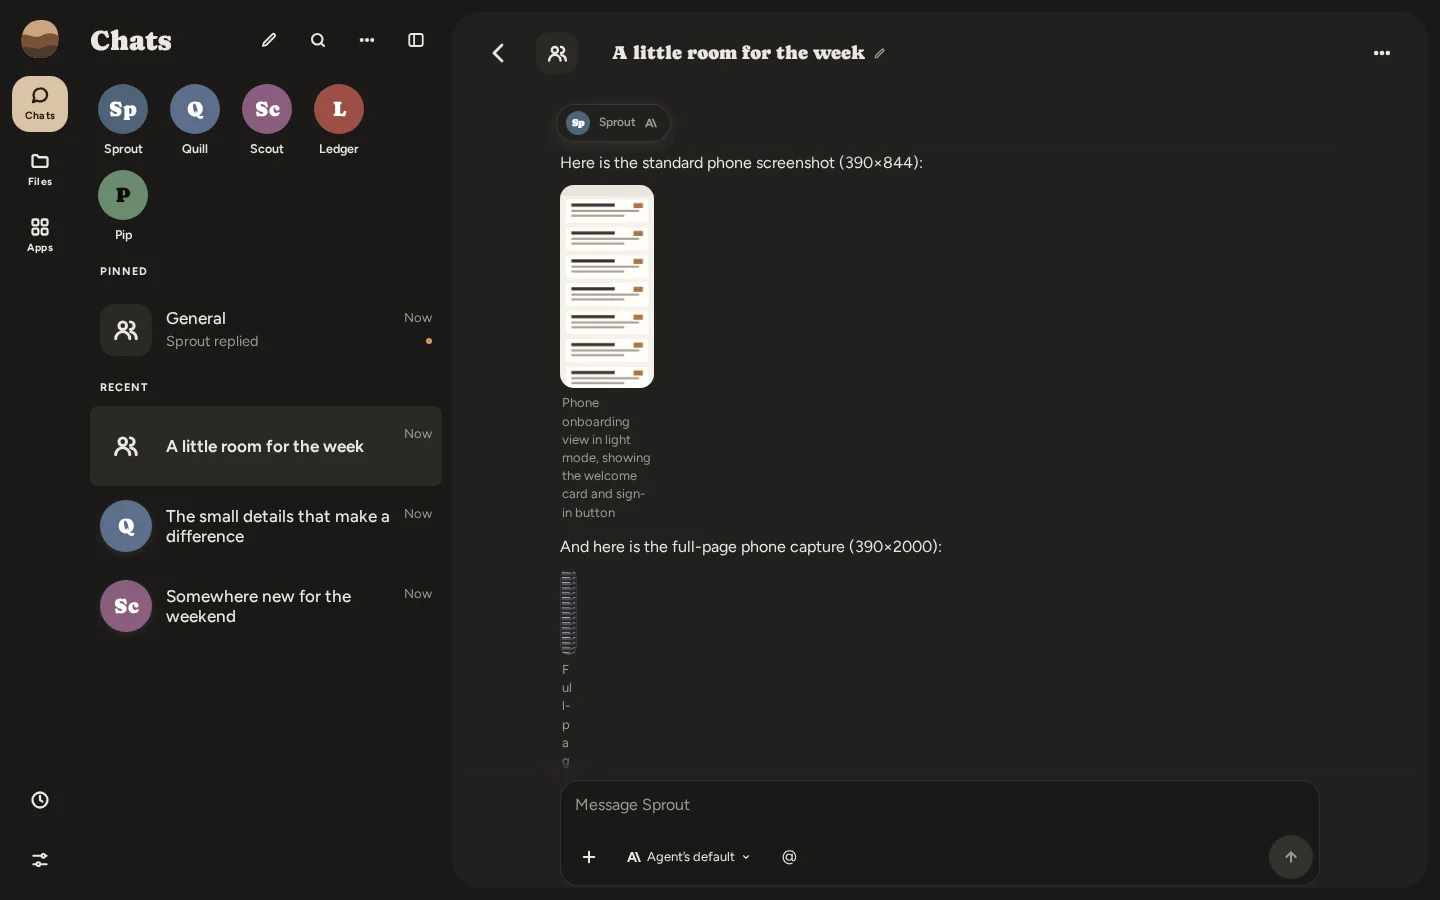 Chats
Chats
Files
Apps
Sp
Sprout
Q
Quill
Sc
Scout
L
Ledger
P
Pip
PINNED
General
Now
Sprout replied
RECENT
A little room for the week
Now
Q
The small details that make a
difference
Now
Sc
Somewhere new for the
weekend
Now
A little room for the week
Sp
Sprout
Here is the standard phone screenshot (390×844):
Phone
onboarding
view in light
mode, showing
the welcome
card and sign-
in button
And here is the full-page phone capture (390×2000):
F
ul
l-
p
a
g
Message Sprout
Agent's default
@